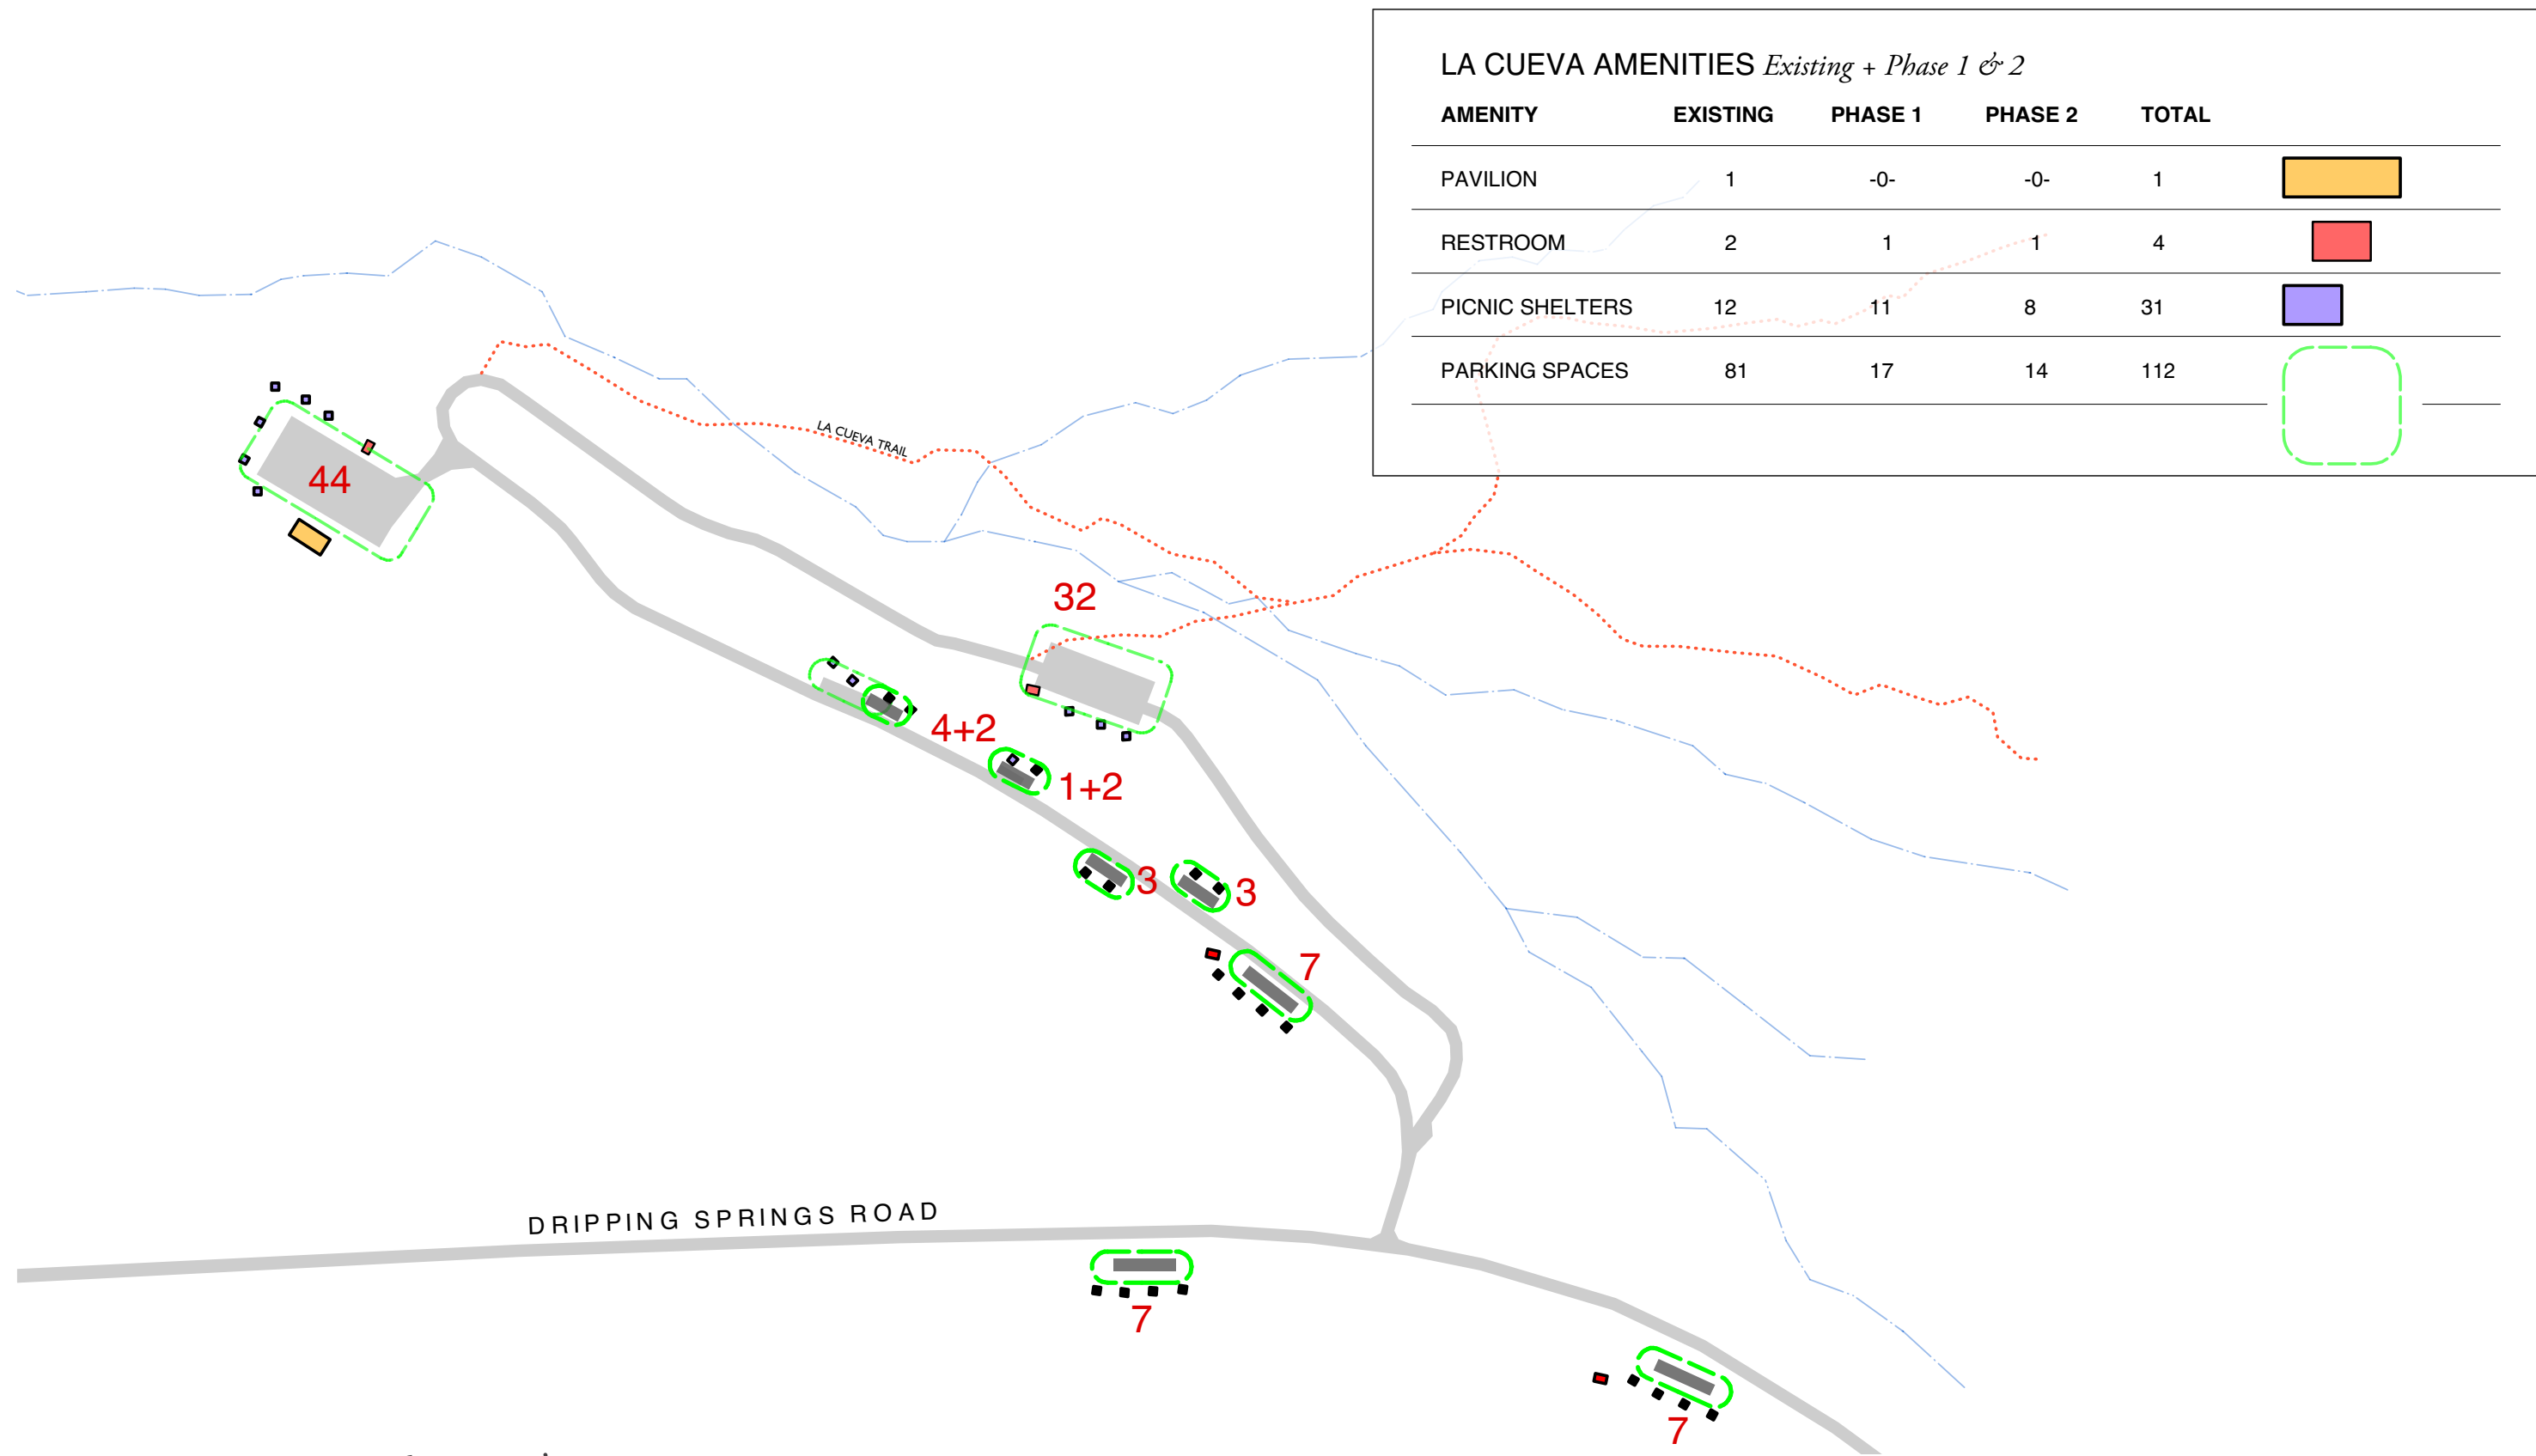 LA CUEVA AMENITIES Existing + Phase 1 & 2
AMENITY EXISTING PHASE 1 PHASE 2 TOTAL
PAVILION 1 -0- -0- 1
RESTROOM 2 1 1 4
PICNIC SHELTERS 12 11 8 31
PARKING SPACES 81 17 14 112
LA CUEVA TRAIL
44
32
4+2
1+2
3
3
7
DRIPPING SPRINGS ROAD
7
7